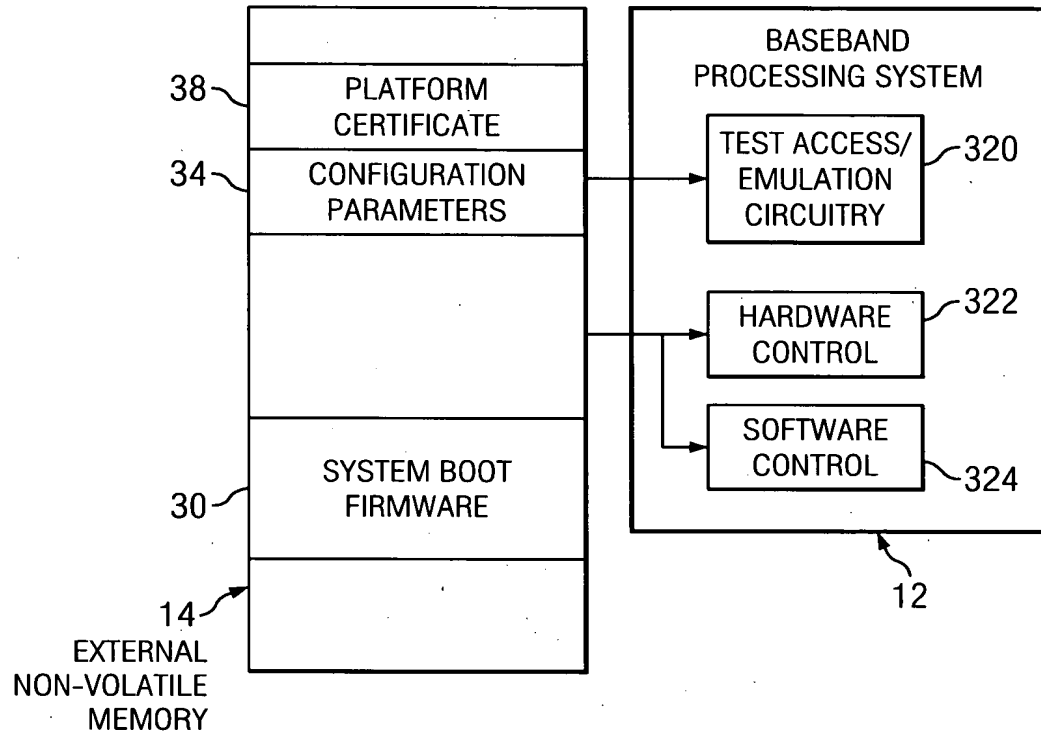 38
PLATFORM
CERTIFICATE
34
CONFIGURATION
PARAMETERS
30
SYSTEM BOOT
FIRMWARE
14
EXTERNAL
NON-VOLATILE
MEMORY
BASEBAND
PROCESSING SYSTEM
TEST ACCESS/
EMULATION
CIRCUITRY
320
HARDWARE
CONTROL
322
SOFTWARE
CONTROL
324
12